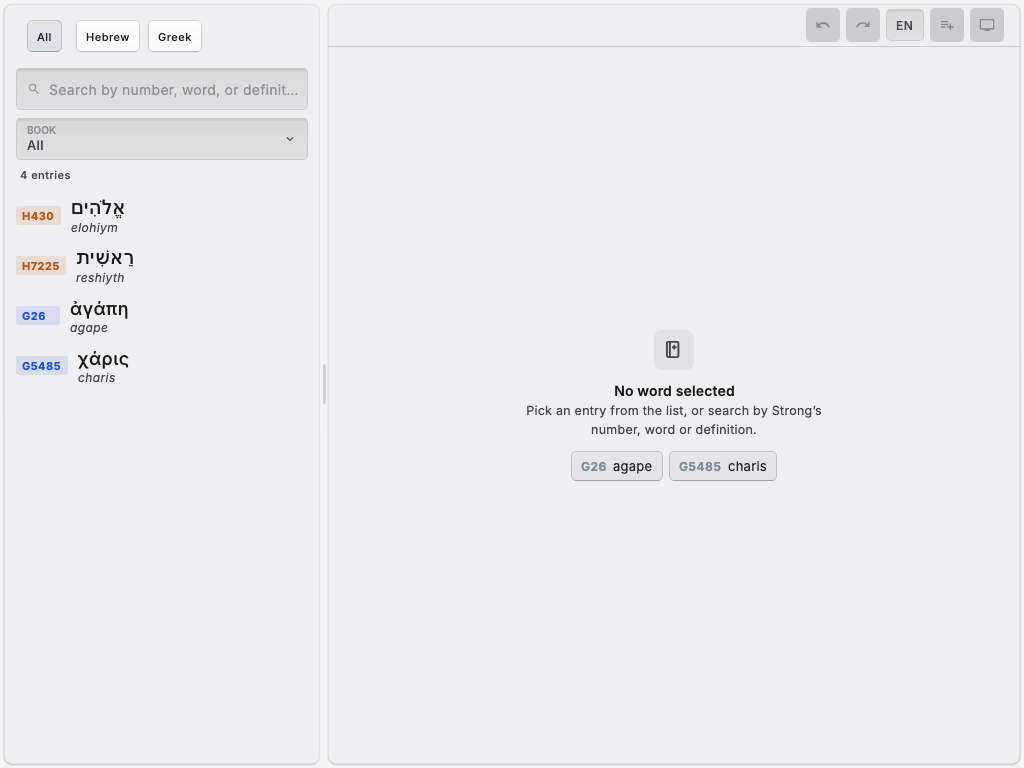 All Hebrew Greek
Search by number, word, or definit...
BOOK
All
4 entries
H430 אֱלֹהִים
elohiym
H7225 רֵאשִׁית
reshiyth
G26 ἀγάπη
agape
G5485 χάρις
charis
EN
No word selected
Pick an entry from the list, or search by Strong’s
number, word or definition.
G26 agape G5485 charis